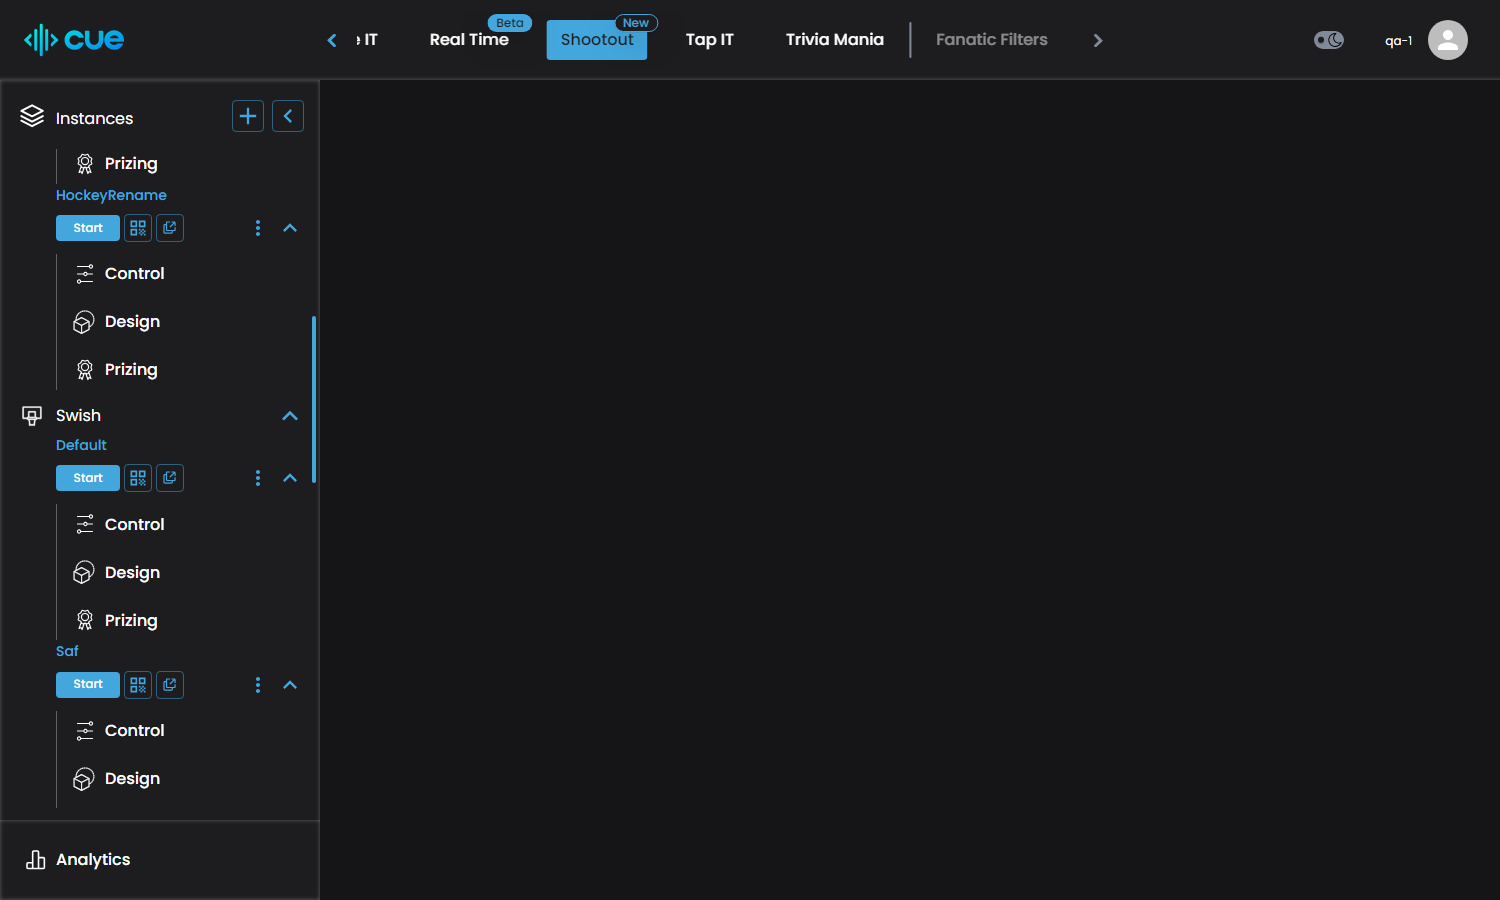 cue
IT
Real Time
Beta
Shootout
New
Tap IT
Trivia Mania
Fanatic Filters
qa-1
Instances
Prizing
HockeyRename
Start
Control
Design
Prizing
Swish
Default
Start
Control
Design
Prizing
Saf
Start
Control
Design
Analytics